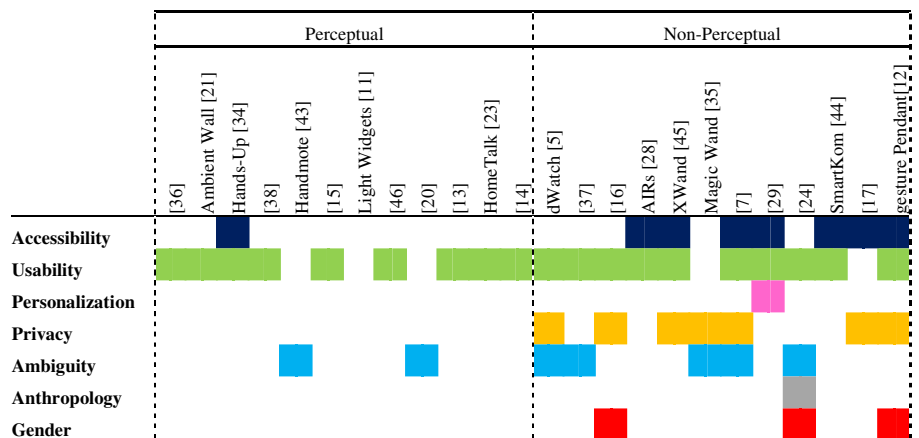 Perceptual
Non-Perceptual
[36]
Ambient Wall [21]
Hands-Up [34]
[38]
Handmote [43]
[15]
Light Widgets [11]
[46]
[20]
[13]
HomeTalk [23]
[14]
dWatch [5]
[37]
[16]
AIRs [28]
XWand [45]
Magic Wand [35]
[7]
[29]
[24]
SmartKom [44]
[17]
gesture Pendant[12]
Accessibility
Usability
Personalization
Privacy
Ambiguity
Anthropology
Gender